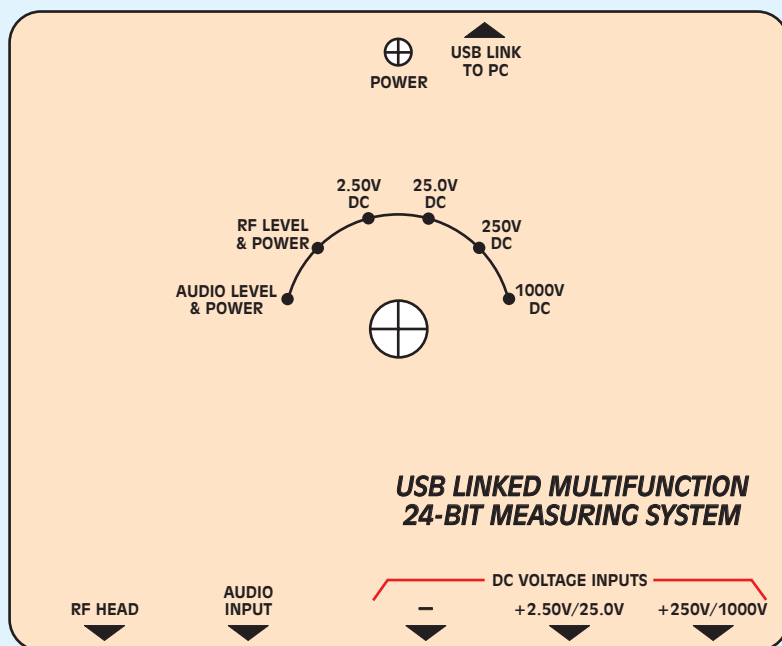 POWER
USB LINK
TO PC
2.50V
DC
25.0V
DC
RF LEVEL
& POWER
250V
DC
AUDIO LEVEL
& POWER
1000V
DC
USB LINKED MULTIFUNCTION
24-BIT MEASURING SYSTEM
DC VOLTAGE INPUTS
RF HEAD
AUDIO
INPUT
–
+2.50V/25.0V
+250V/1000V